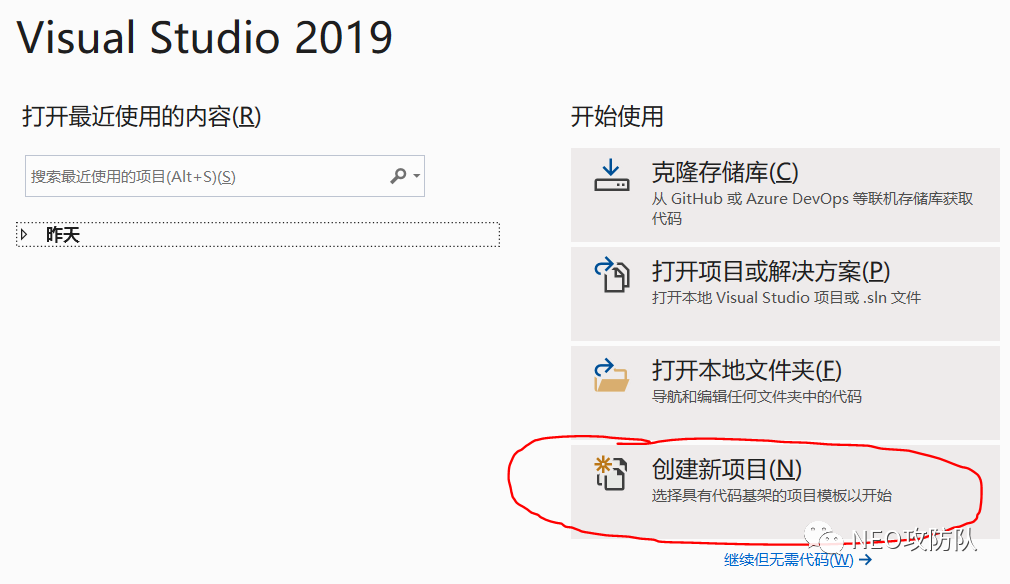 Visual Studio 2019
打开最近使用的内容(R)
搜索最近使用的项目(Alt+S)(S)
昨天
开始使用
克隆存储库(C)
从 GitHub 或 Azure DevOps 等联机存储库获取
代码
打开项目或解决方案(P)
打开本地 Visual Studio 项目或 .sln 文件
打开本地文件夹(F)
导航和编辑任何文件夹中的代码
创建新项目(N)
选择具有代码基架的项目模板以开始
NEO攻防队
继续但无需代码(W)